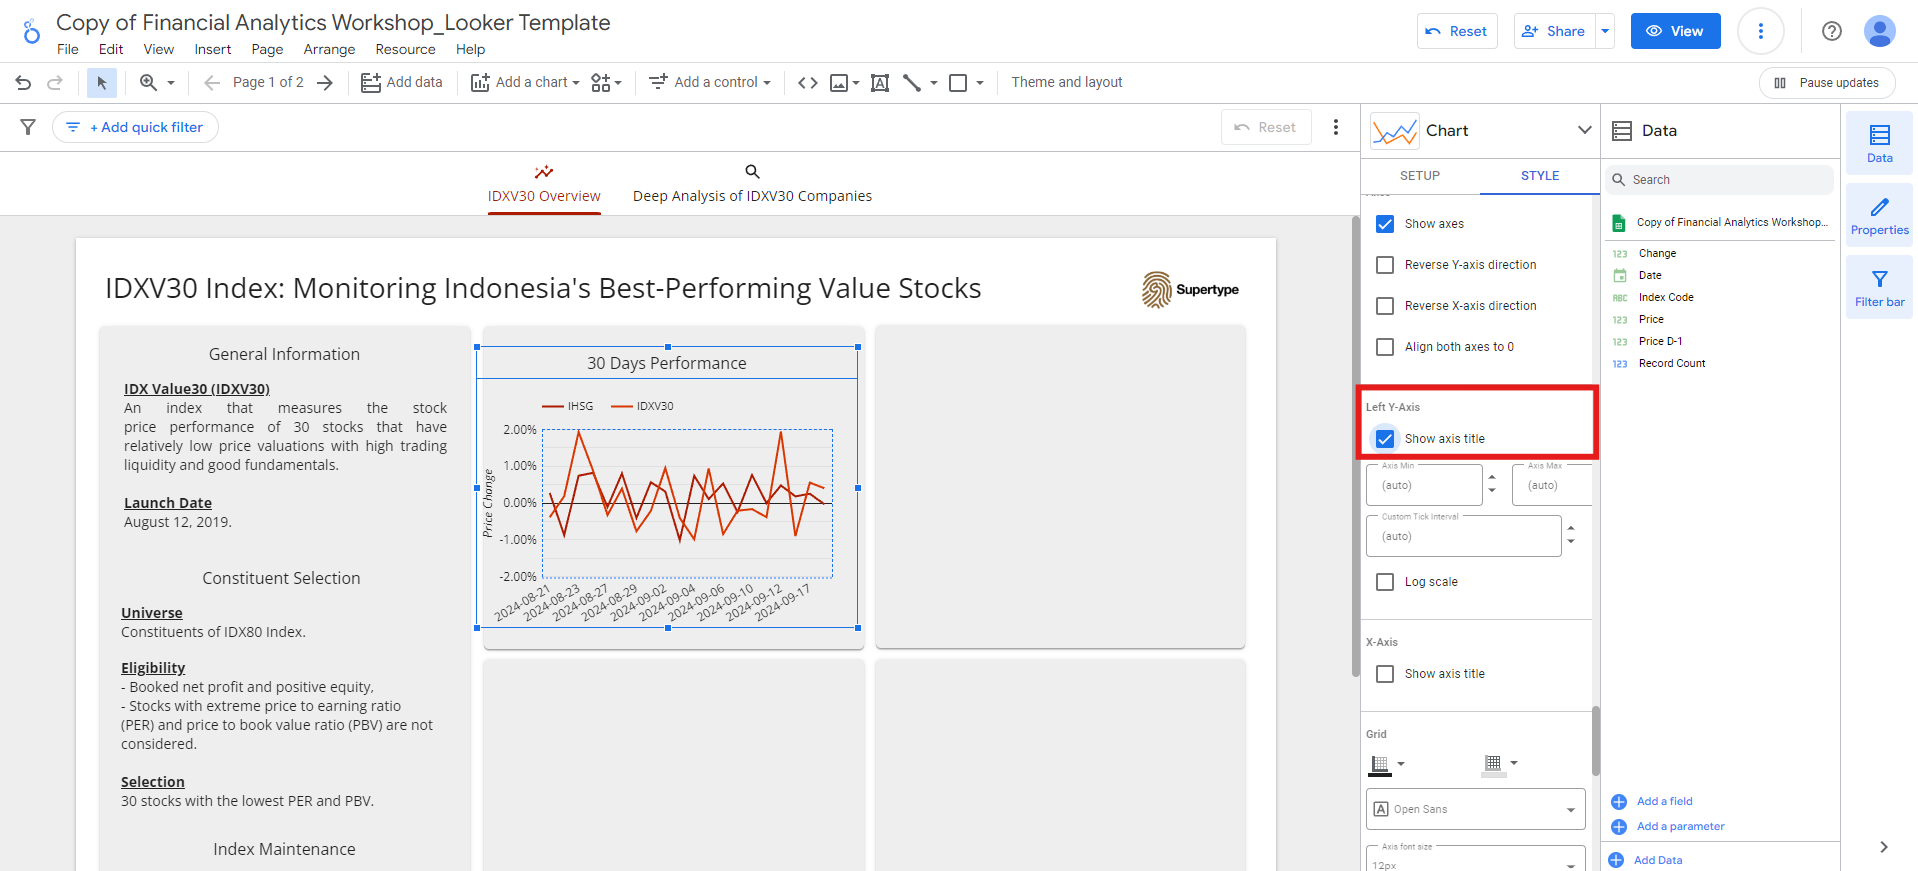 Copy of Financial Analytics Workshop_Looker Template
File Edit View Insert Page Arrange Resource Help
Reset
Share
View
Page 1 of 2
Add data
Add a chart
Add a control
Theme and layout
Pause updates
+ Add quick filter
Reset
IDXV30 Overview
Deep Analysis of IDXV30 Companies
IDXV30 Index: Monitoring Indonesia's Best-Performing Value Stocks
Supertype
General Information
IDX Value30 (IDXV30)
An index that measures the stock
price performance of 30 stocks that have
relatively low price valuations with high trading
liquidity and good fundamentals.
Launch Date
August 12, 2019.
Constituent Selection
Universe
Constituents of IDX80 Index.
Eligibility
- Booked net profit and positive equity,
- Stocks with extreme price to earning ratio
(PER) and price to book value ratio (PBV) are not
considered.
Selection
30 stocks with the lowest PER and PBV.
Index Maintenance
30 Days Performance
IHSG
IDXV30
Price Change
2.00%
1.00%
0.00%
-1.00%
-2.00%
2024-08-21
2024-08-23
2024-08-27
2024-08-29
2024-09-02
2024-09-04
2024-09-06
2024-09-10
2024-09-12
2024-09-17
Chart
SETUP
STYLE
Show axes
Reverse Y-axis direction
Reverse X-axis direction
Align both axes to 0
Left Y-Axis
Show axis title
Axis Min
(auto)
Axis Max
(auto)
Custom Tick Interval
(auto)
Log scale
X-Axis
Show axis title
Grid
A Open Sans
Axis font size
12px
Data
Search
Copy of Financial Analytics Workshop...
123 Change
Date
ABC Index Code
123 Price
123 Price D-1
123 Record Count
Add a field
Add a parameter
Add Data
Data
Properties
Filter bar